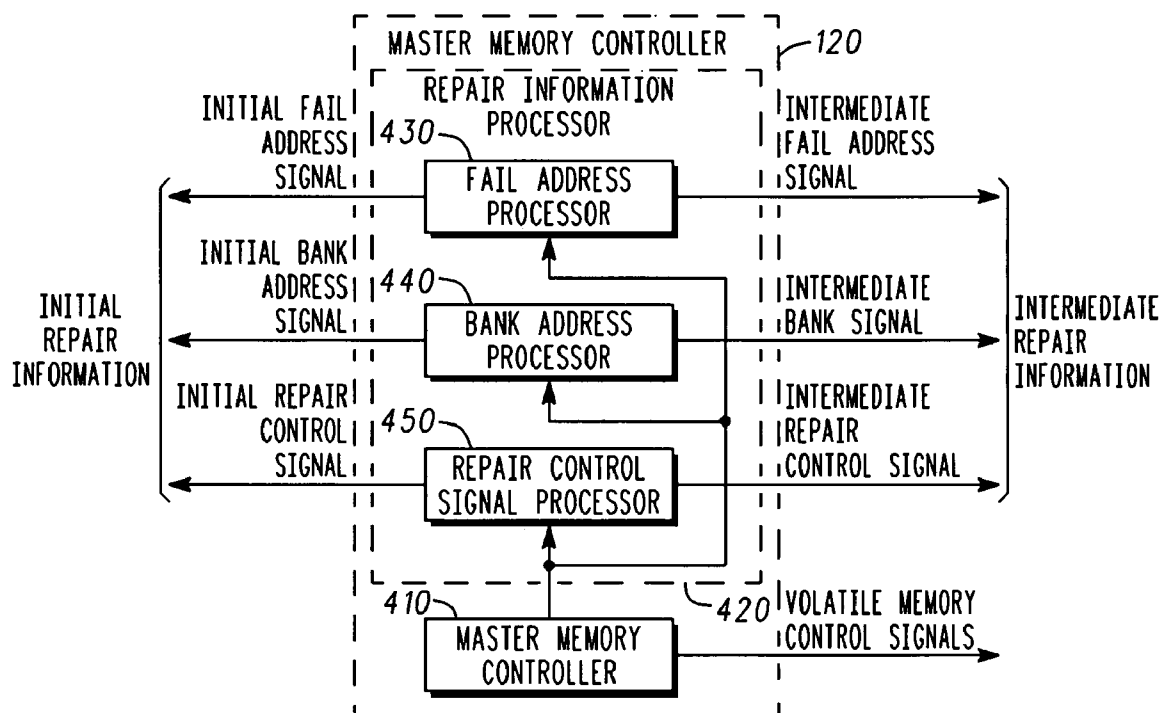 MASTER MEMORY CONTROLLER
120
REPAIR INFORMATION
PROCESSOR
INITIAL FAIL
ADDRESS
SIGNAL
430
FAIL ADDRESS
PROCESSOR
INTERMEDIATE
FAIL ADDRESS
SIGNAL
INITIAL BANK
ADDRESS
SIGNAL
440
BANK ADDRESS
PROCESSOR
INTERMEDIATE
BANK SIGNAL
INITIAL
REPAIR
INFORMATION
INTERMEDIATE
REPAIR
INFORMATION
INITIAL REPAIR
CONTROL
SIGNAL
450
REPAIR CONTROL
SIGNAL PROCESSOR
INTERMEDIATE
REPAIR
CONTROL SIGNAL
410
420
MASTER MEMORY
CONTROLLER
VOLATILE MEMORY
CONTROL SIGNALS